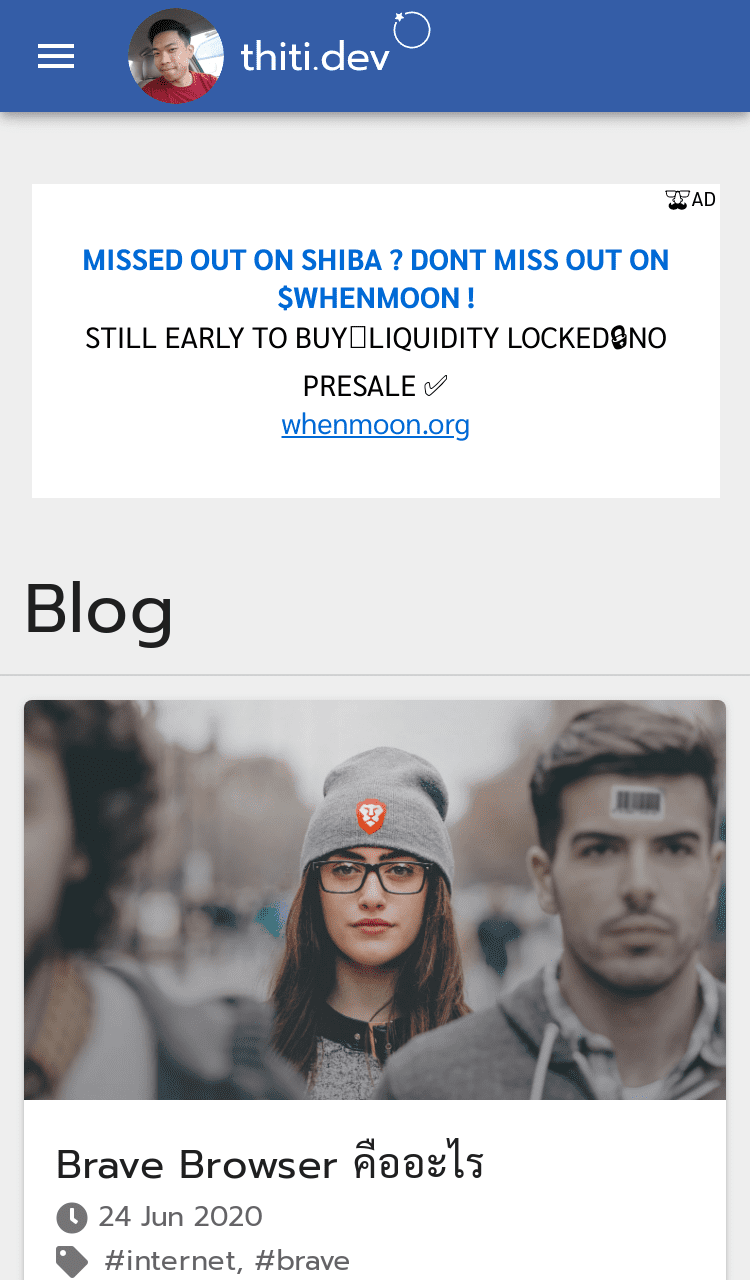 thiti.dev
AD
MISSED OUT ON SHIBA ? DONT MISS OUT ON
$WHENMOON !
STILL EARLY TO BUY▯LIQUIDITY LOCKED🔒NO
PRESALE ✅
whenmoon.org
Blog
Brave Browser คืออะไร
24 Jun 2020
#internet, #brave